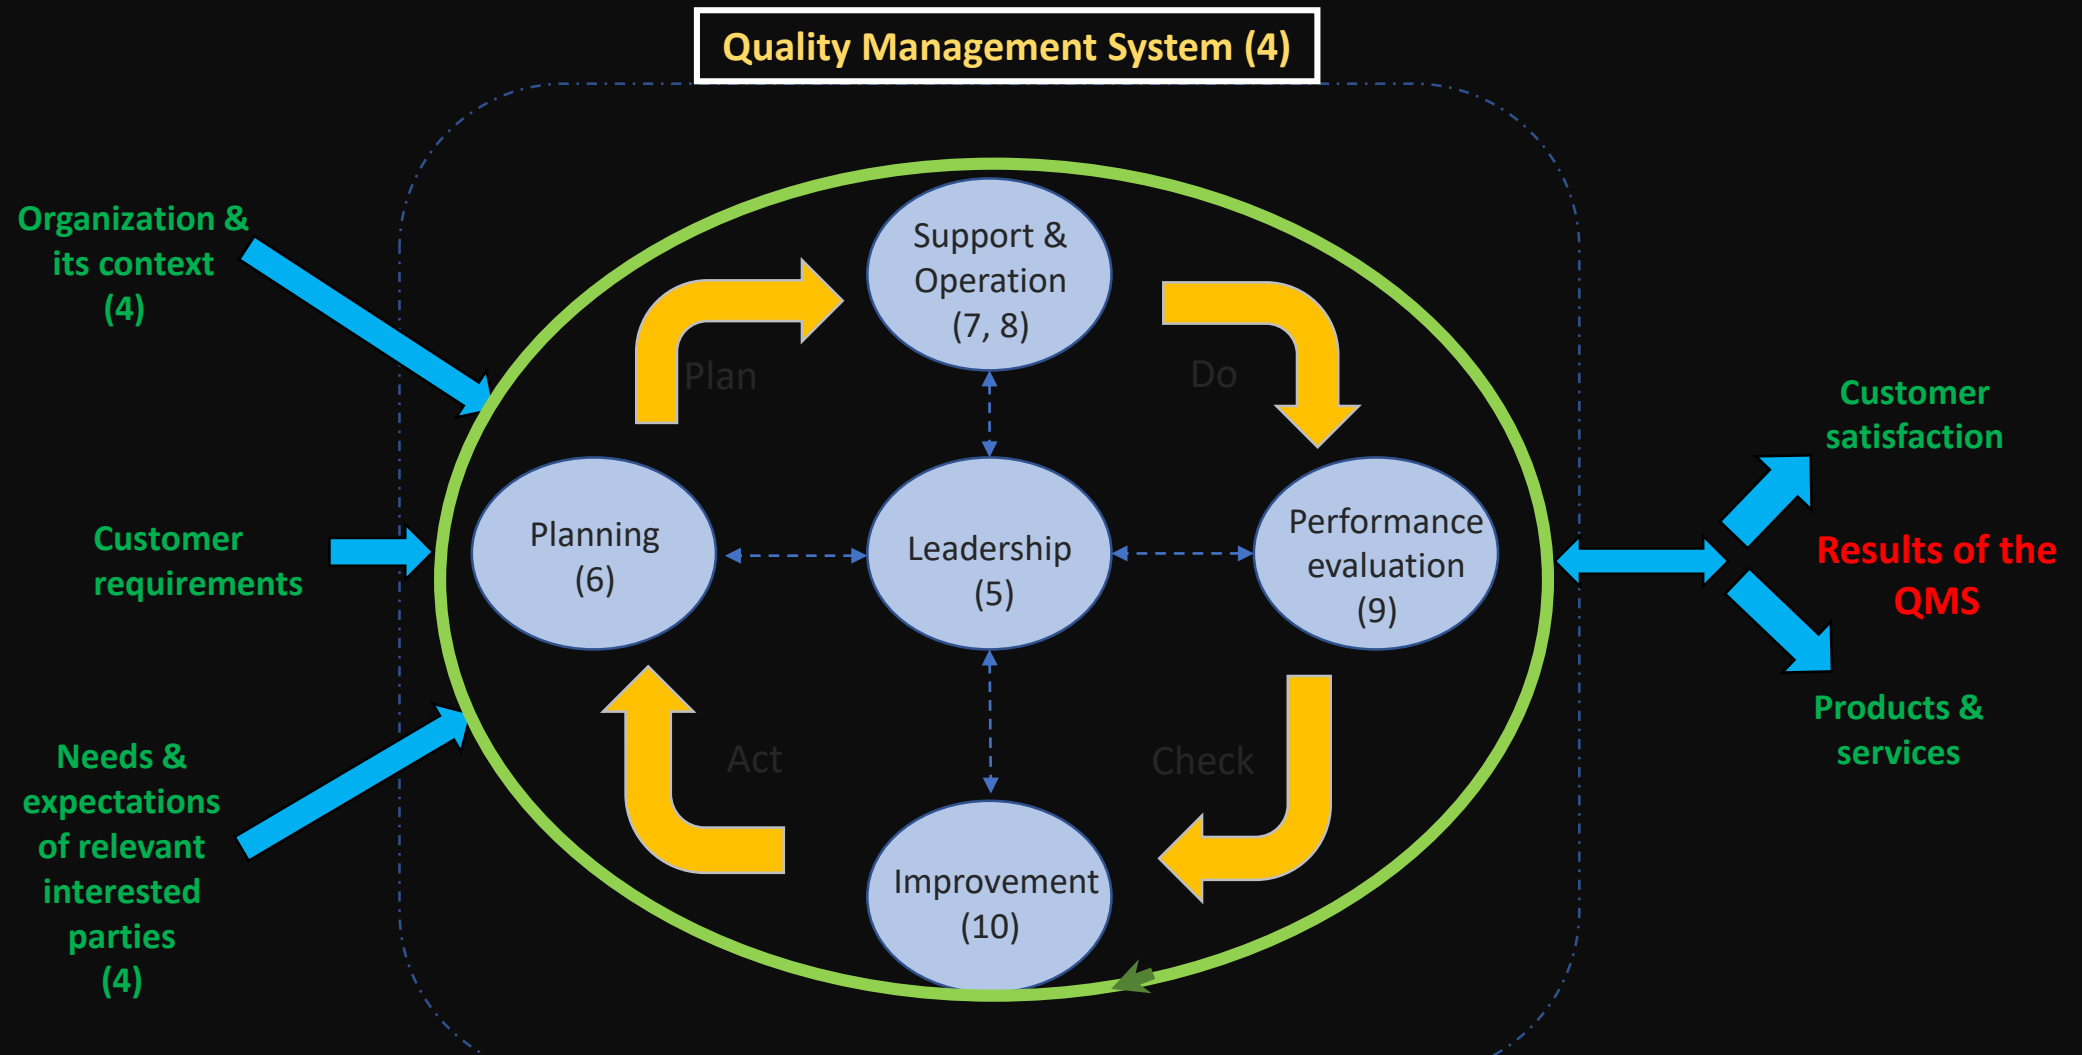 Quality Management System (4)
Organization &
its context
(4)
Customer
requirements
Needs &
expectations
of relevant
interested
parties
(4)
Support &
Operation
(7, 8)
Plan
Do
Planning
(6)
Leadership
(5)
Performance
evaluation
(9)
Act
Check
Improvement
(10)
Customer
satisfaction
Results of the
QMS
Products &
services